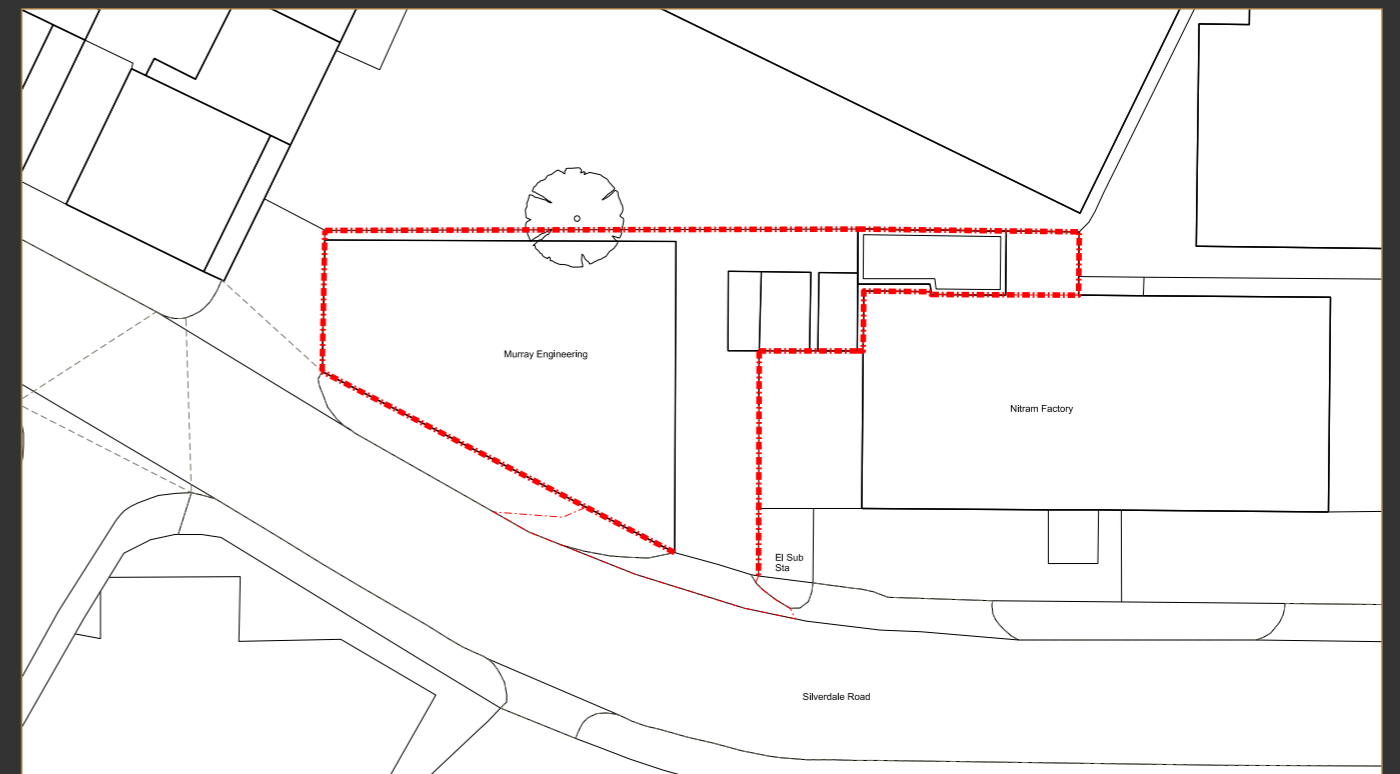 Murray Engineering
Nitram Factory
El Sub
Sta
Silverdale Road